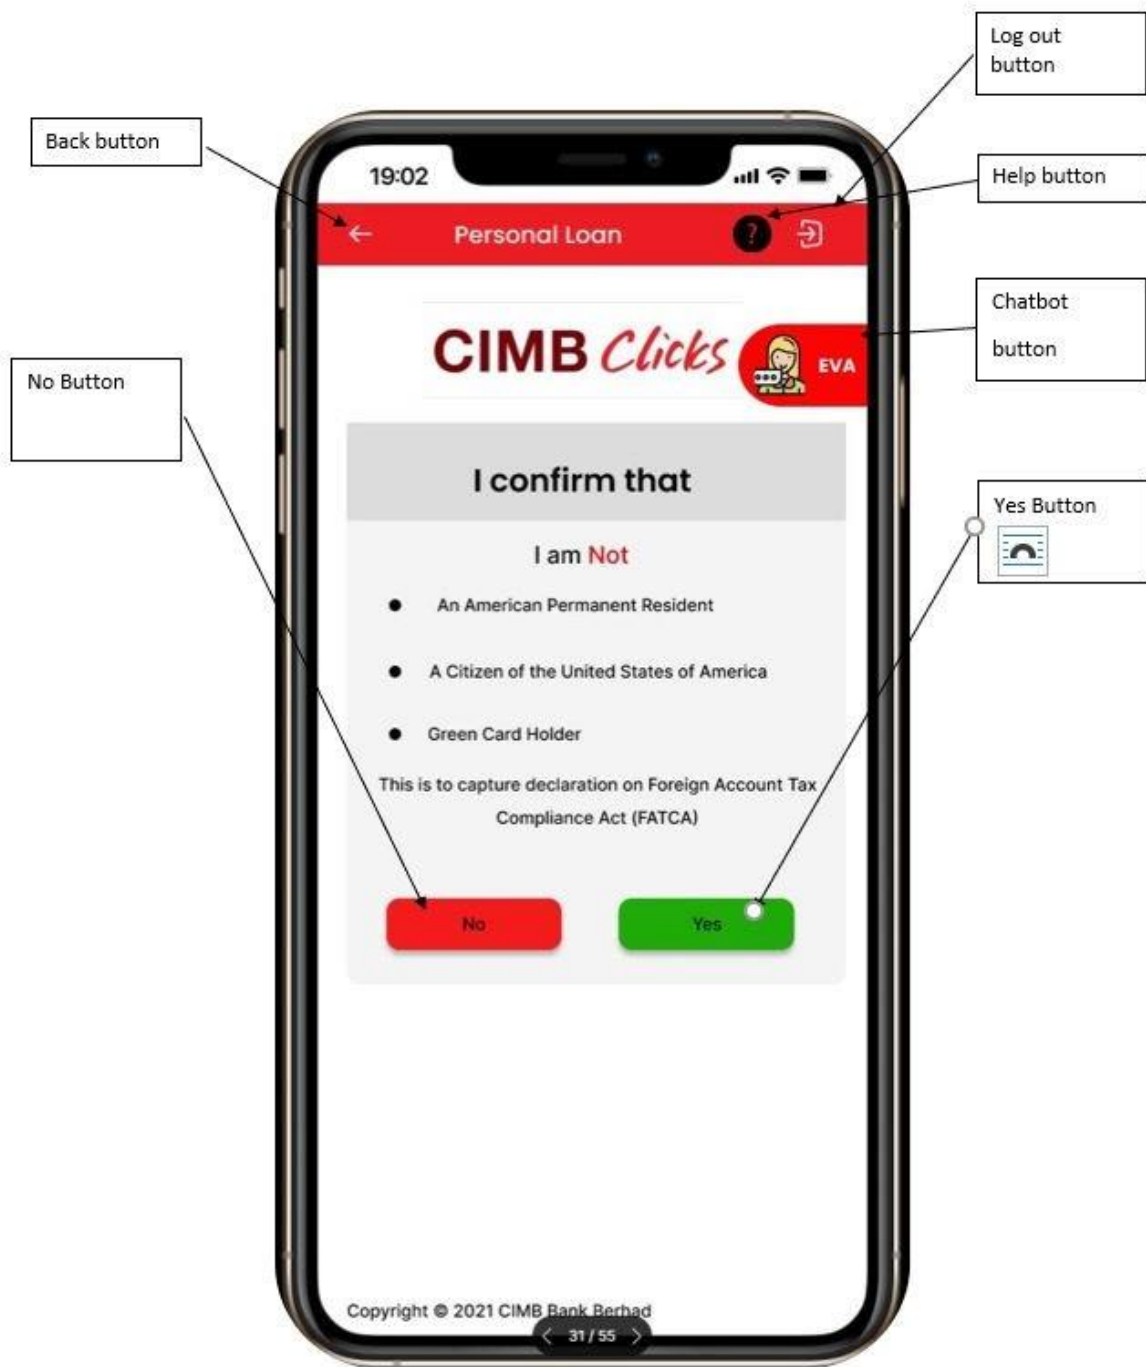 Log out
button
Back button
Help button
19:02
Personal Loan
?
Chatbot
button
CIMB Clicks
EVA
No Button
I confirm that
Yes Button
I am Not
An American Permanent Resident
A Citizen of the United States of America
Green Card Holder
This is to capture declaration on Foreign Account Tax
Compliance Act (FATCA)
No
Yes
Copyright © 2021 CIMB Bank Berhad
31 / 55